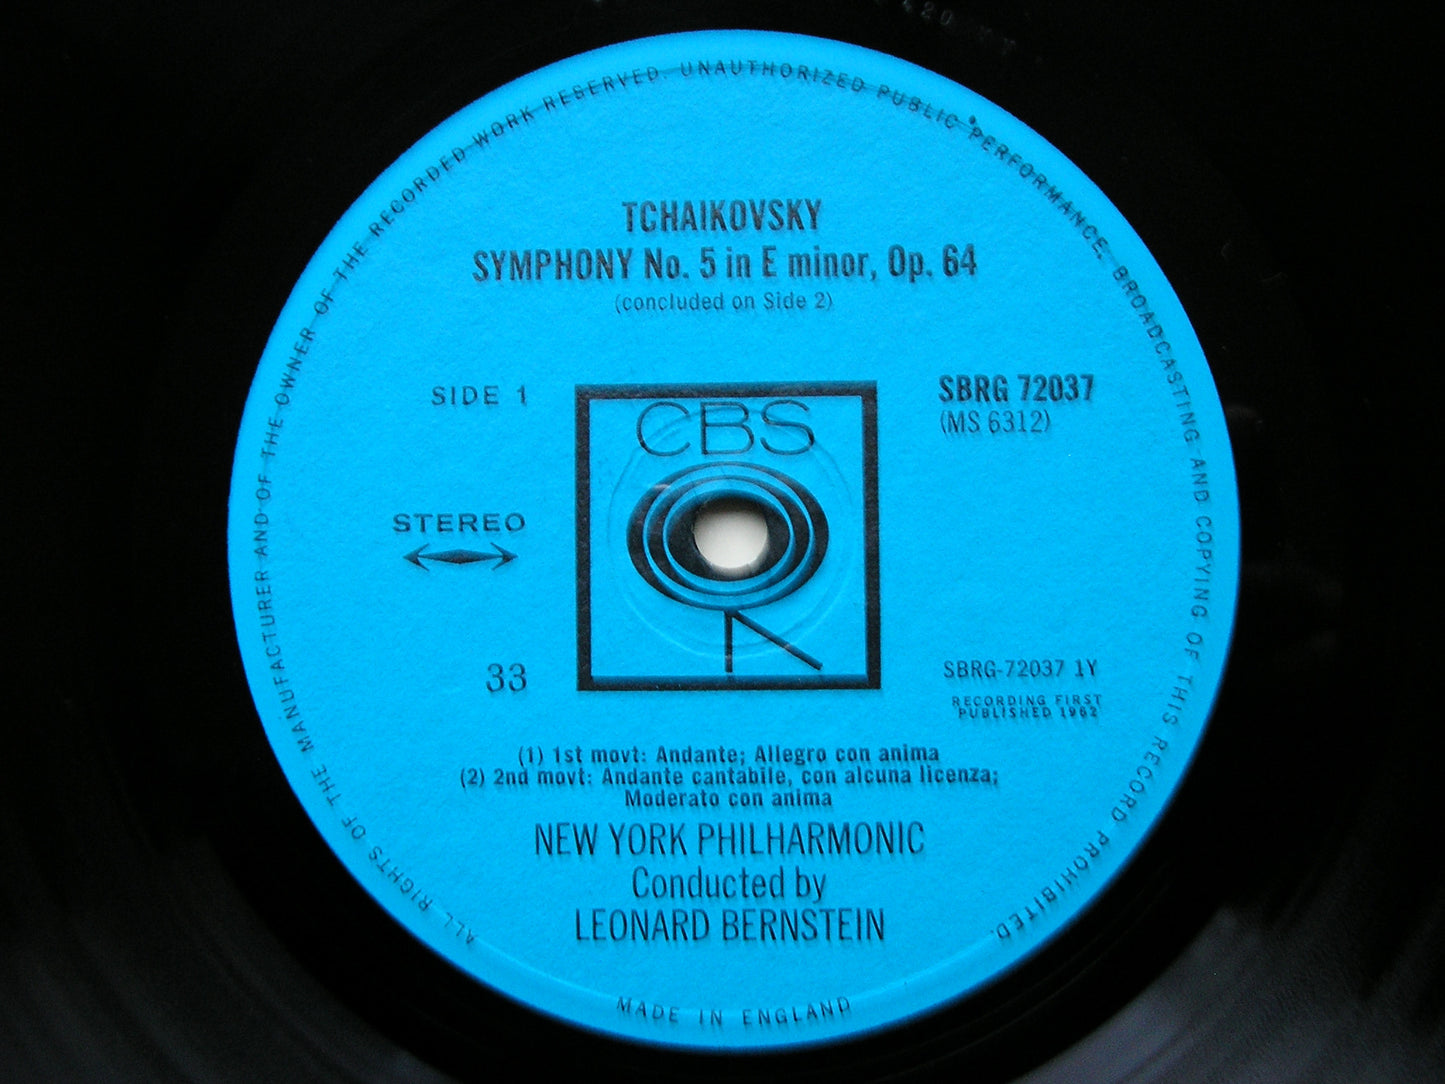 ALL RIGHTS OF THE MANUFACTURER AND OF THE OWNER OF THE RECORDED WORK RESERVED. UNAUTHORIZED PUBLIC PERFORMANCE, BROADCASTING AND COPYING OF THIS RECORD PROHIBITED.
TCHAIKOVSKY
SYMPHONY No. 5 in E minor, Op. 64
(concluded on Side 2)
SIDE 1
SBRG 72037
(MS 6312)
CBS
STEREO
33
SBRG-72037 1Y
RECORDING FIRST
PUBLISHED 1962
(1) 1st movt: Andante; Allegro con anima
(2) 2nd movt: Andante cantabile, con alcuna licenza;
Moderato con anima
NEW YORK PHILHARMONIC
Conducted by
LEONARD BERNSTEIN
MADE IN ENGLAND